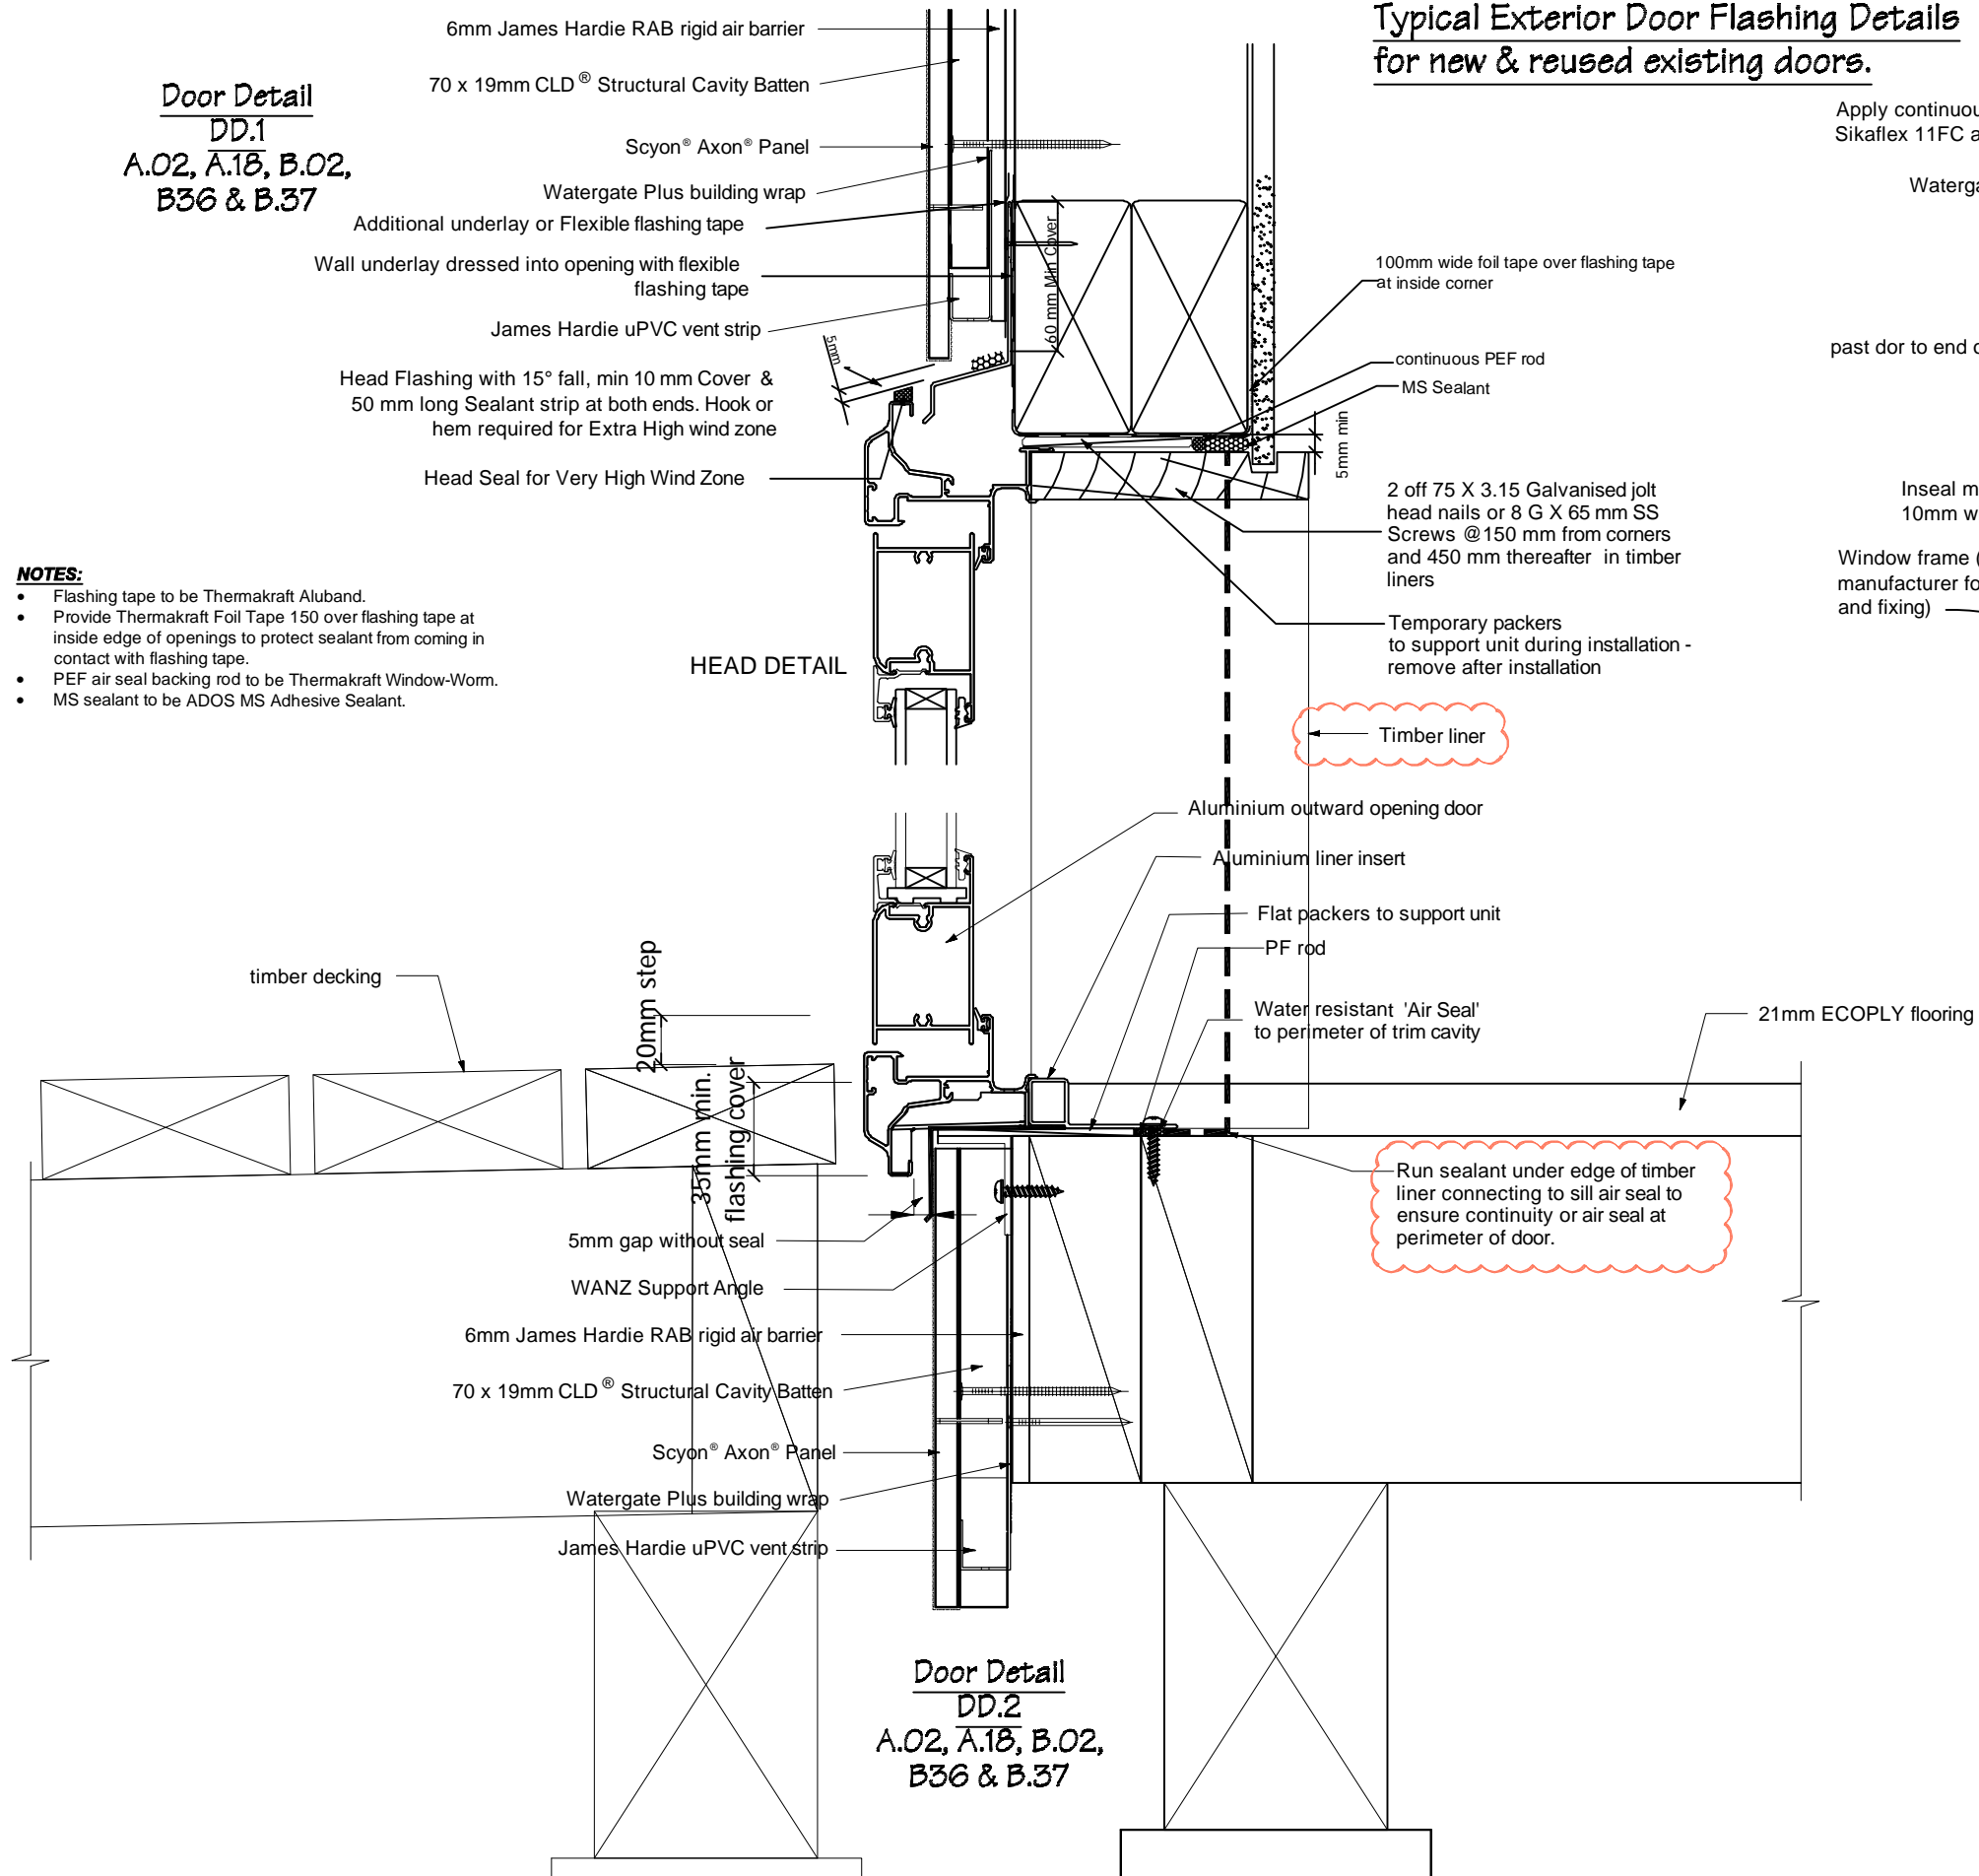 Typical Exterior Door Flashing Details
for new & reused existing doors.
Door Detail
DD.1
A.02, A.18, B.02,
B36 & B.37
6mm James Hardie RAB rigid air barrier
70 x 19mm CLD® Structural Cavity Batten
Scyon® Axon® Panel
Watergate Plus building wrap
Additional underlay or Flexible flashing tape
Wall underlay dressed into opening with flexible
flashing tape
James Hardie uPVC vent strip
5mm
Head Flashing with 15° fall, min 10 mm Cover &
50 mm long Sealant strip at both ends. Hook or
hem required for Extra High wind zone
Head Seal for Very High Wind Zone
60 mm Min Cover
100mm wide foil tape over flashing tape
at inside corner
continuous PEF rod
MS Sealant
5mm min
2 off 75 X 3.15 Galvanised jolt
head nails or 8 G X 65 mm SS
Screws @150 mm from corners
and 450 mm thereafter in timber
liners
Temporary packers
to support unit during installation -
remove after installation
Apply continuou
Sikaflex 11FC a
Waterga
past dor to end o
Inseal m
10mm w
Window frame (
manufacturer fo
and fixing)
NOTES:
• Flashing tape to be Thermakraft Aluband.
• Provide Thermakraft Foil Tape 150 over flashing tape at
inside edge of openings to protect sealant from coming in
contact with flashing tape.
• PEF air seal backing rod to be Thermakraft Window-Worm.
• MS sealant to be ADOS MS Adhesive Sealant.
HEAD DETAIL
Timber liner
Aluminium outward opening door
Aluminium liner insert
Flat packers to support unit
PF rod
Water resistant 'Air Seal'
to perimeter of trim cavity
21mm ECOPLY flooring
timber decking
20mm step
35mm min.
flashing cover
Run sealant under edge of timber
liner connecting to sill air seal to
ensure continuity or air seal at
perimeter of door.
5mm gap without seal
WANZ Support Angle
6mm James Hardie RAB rigid air barrier
70 x 19mm CLD® Structural Cavity Batten
Scyon® Axon® Panel
Watergate Plus building wrap
James Hardie uPVC vent strip
Door Detail
DD.2
A.02, A.18, B.02,
B36 & B.37